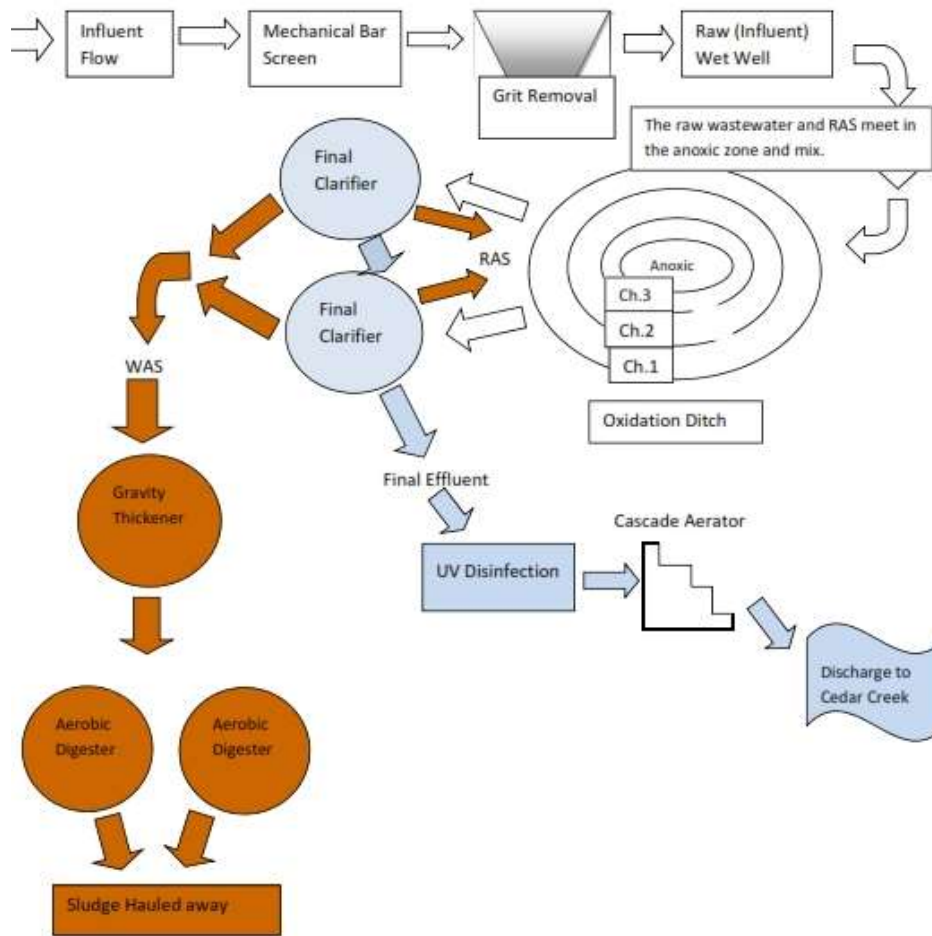 Influent
Flow
Mechanical Bar
Screen
Grit Removal
Raw (Influent)
Wet Well
The raw wastewater and RAS meet in
the anoxic zone and mix.
Final
Clarifier
RAS
Anoxic
Ch.3
Ch.2
Ch.1
Final
Clarifier
WAS
Oxidation Ditch
Gravity
Thickener
Final Effluent
Cascade Aerator
UV Disinfection
Discharge to
Cedar Creek
Aerobic
Digester
Aerobic
Digester
Sludge Hauled away